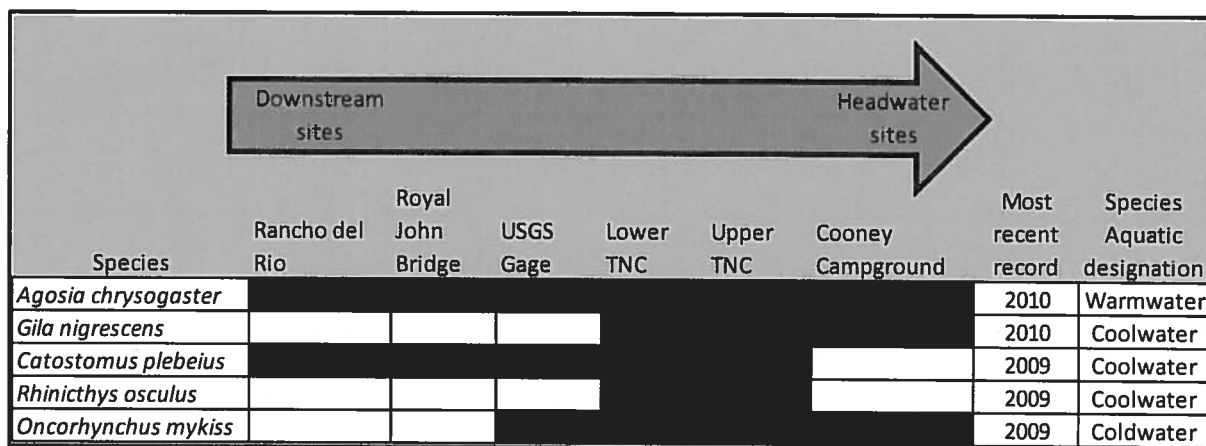 Downstream sites
Headwater sites
Species
Rancho del Rio
Royal John Bridge
USGS Gage
Lower TNC
Upper TNC
Cooney Campground
Most recent record
Species Aquatic designation
Agosia chrysogaster 2010 Warmwater
Gila nigrescens 2010 Coolwater
Catostomus plebeius 2009 Coolwater
Rhinicthys osculus 2009 Coolwater
Oncorhynchus mykiss 2009 Coldwater